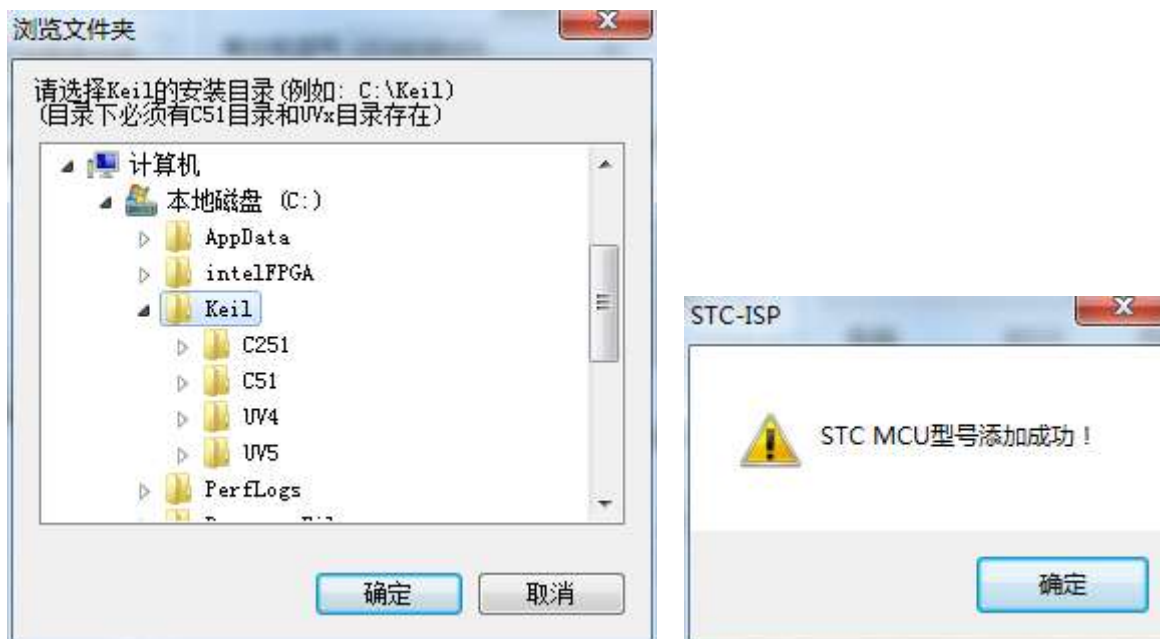 浏览文件夹
请选择Keil的安装目录(例如: C:\Keil)
(目录下必须有C51目录和UVx目录存在)
计算机
本地磁盘 (C:)
AppData
intelFPGA
Keil
C251
C51
UV4
UV5
PerfLogs
确定 取消
STC-ISP
STC MCU型号添加成功！
确定